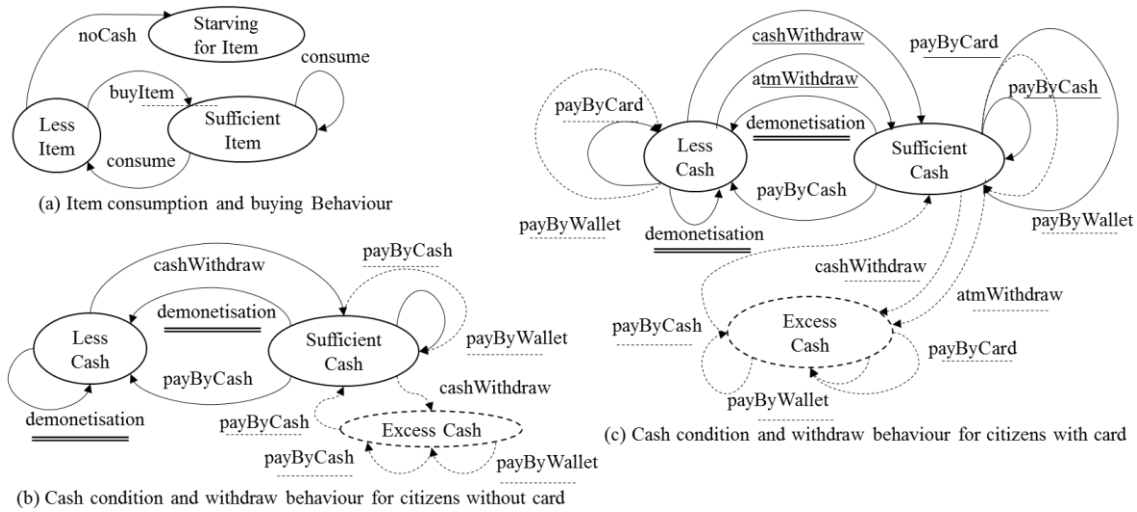 noCash
Starving
for Item
consume
buyItem
Less
Item
Sufficient
Item
consume
(a) Item consumption and buying Behaviour
cashWithdraw
payByCash
demonetisation
Less
Cash
Sufficient
Cash
payByWallet
payByCash
cashWithdraw
demonetisation
payByCash
Excess Cash
payByCash
payByWallet
(b) Cash condition and withdraw behaviour for citizens without card
cashWithdraw
payByCard
atmWithdraw
payByCash
payByCard
demonetisation
Less
Cash
Sufficient
Cash
payByCash
payByWallet
payByWallet
demonetisation
cashWithdraw
atmWithdraw
Excess
Cash
payByCash
payByCard
payByWallet
(c) Cash condition and withdraw behaviour for citizens with card